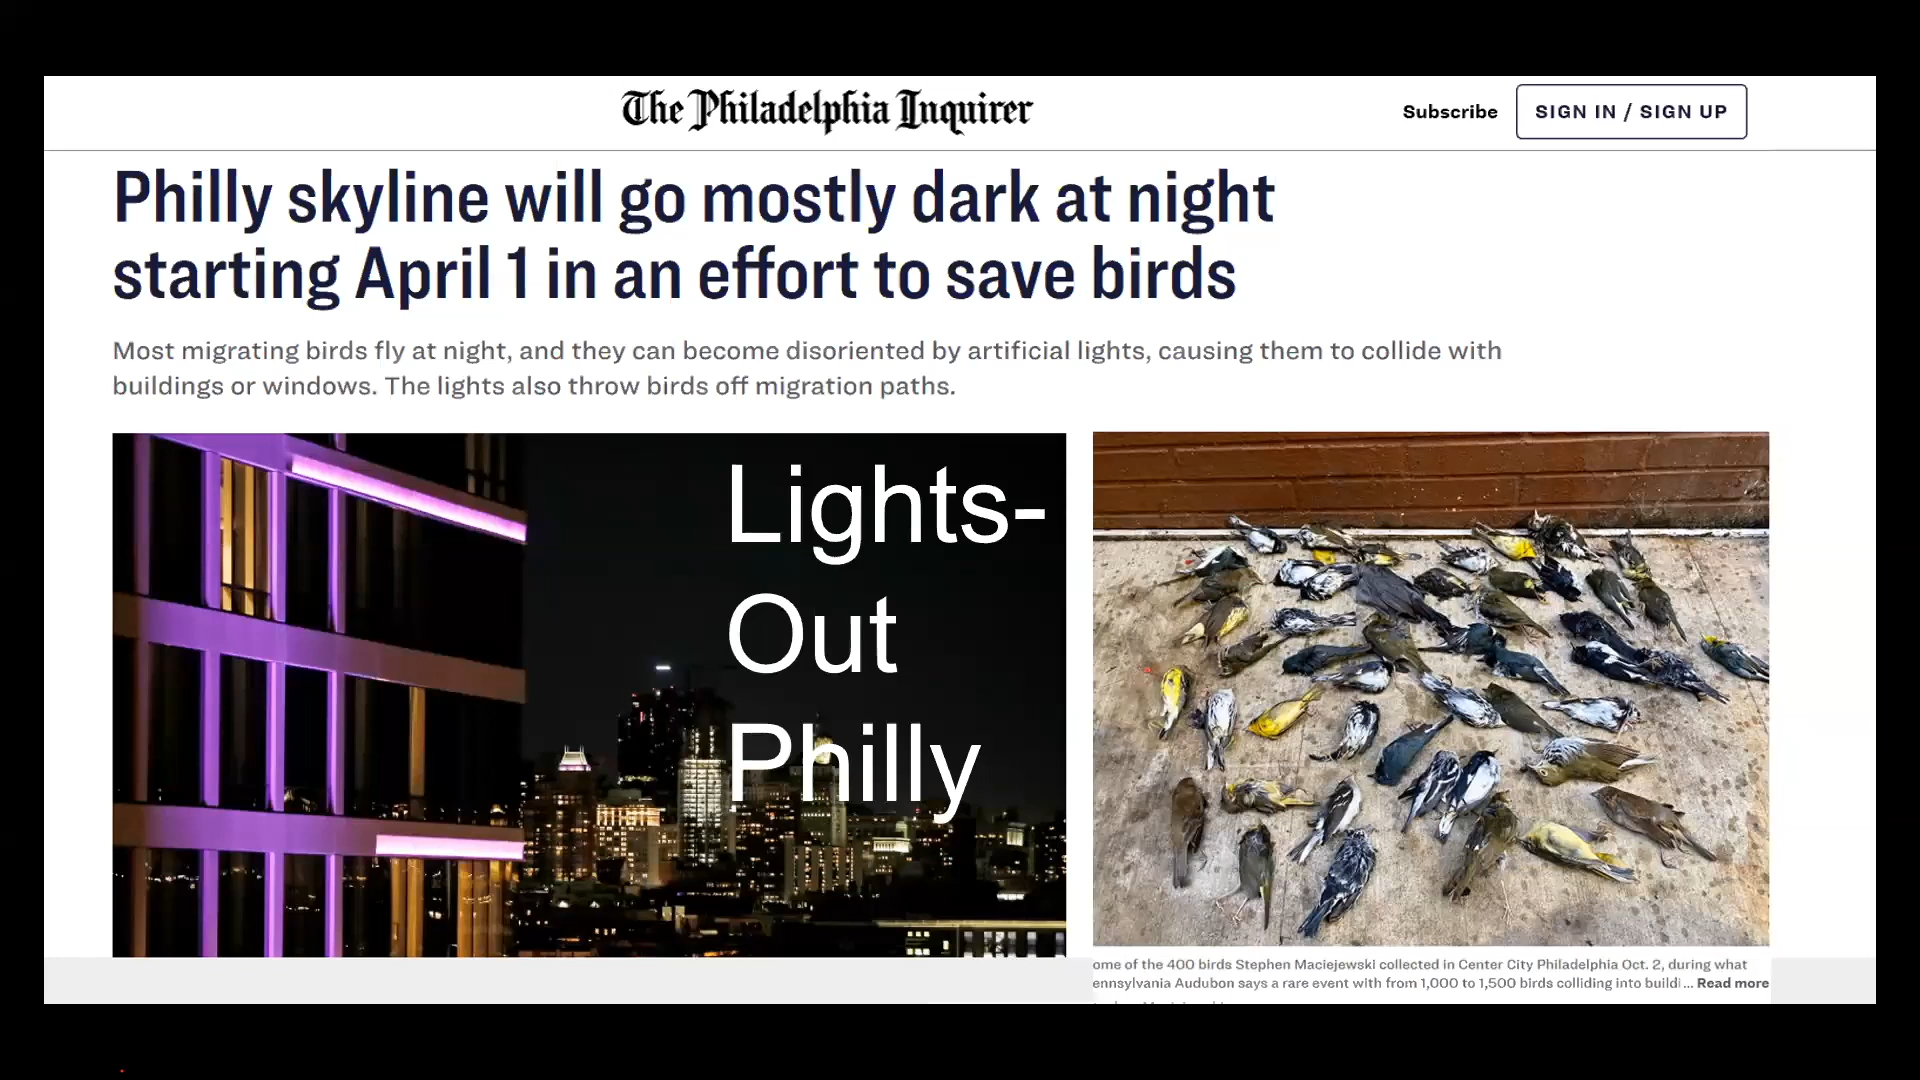 The Philadelphia Inquirer
Subscribe
SIGN IN / SIGN UP
Philly skyline will go mostly dark at night
starting April 1 in an effort to save birds
Most migrating birds fly at night, and they can become disoriented by artificial lights, causing them to collide with
buildings or windows. The lights also throw birds off migration paths.
Lights-
Out
Philly
ome of the 400 birds Stephen Maciejewski collected in Center City Philadelphia Oct. 2, during what
ennsylvania Audubon says a rare event with from 1,000 to 1,500 birds colliding into buildi ... Read more